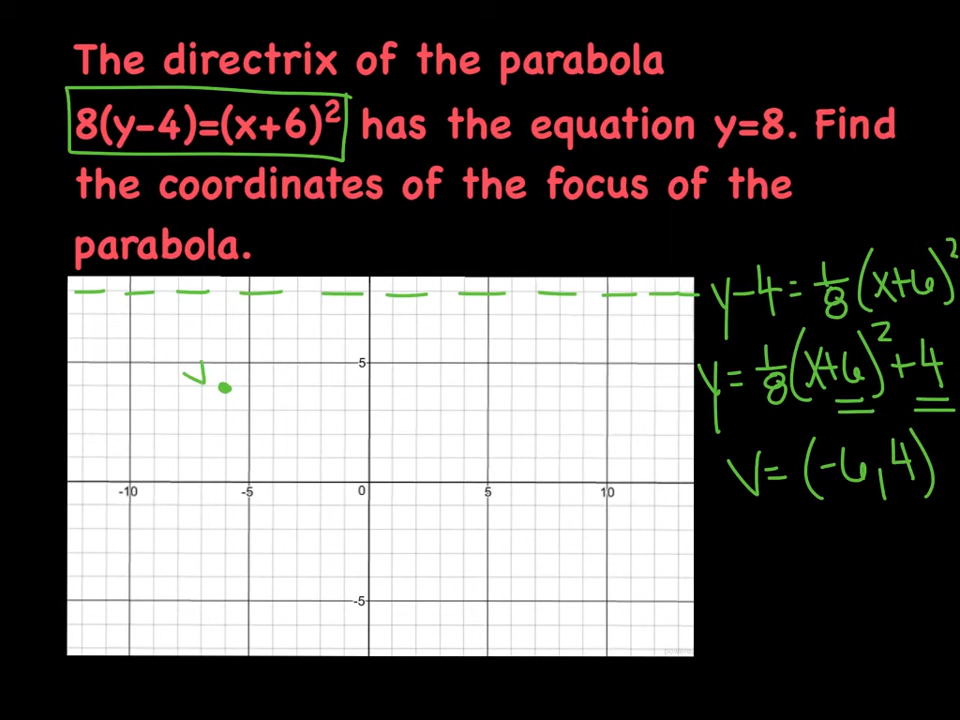 The directrix of the parabola
8(y-4)=(x+6)² has the equation y=8. Find
the coordinates of the focus of the
parabola.
y-4=1/8(x+6)²
y=1/8(x+6)²+4
V=(-6,4)
V
5
-10 -5 0 5 10
-5